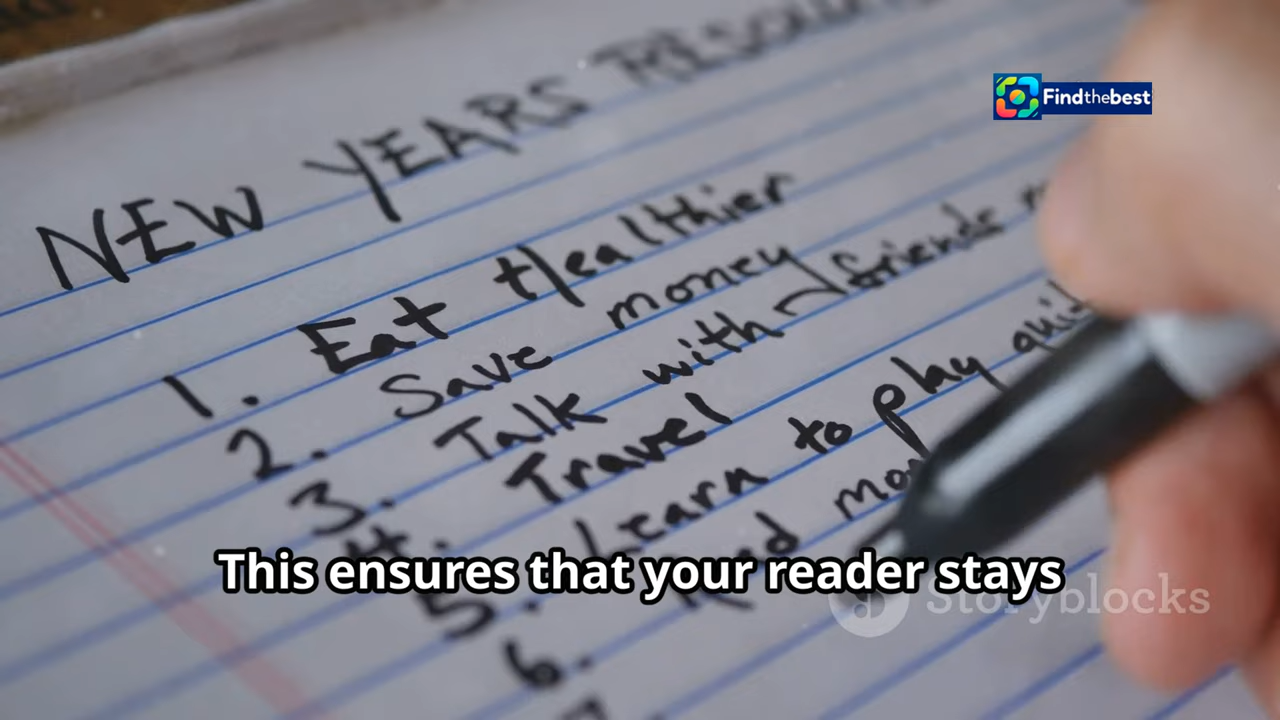 NEW YEARS
Findthebest
1. Eat Healthier
2. Save money
3. Talk with friends
4. Travel
5. Learn to play
6.
This ensures that your reader stays
Storyblocks